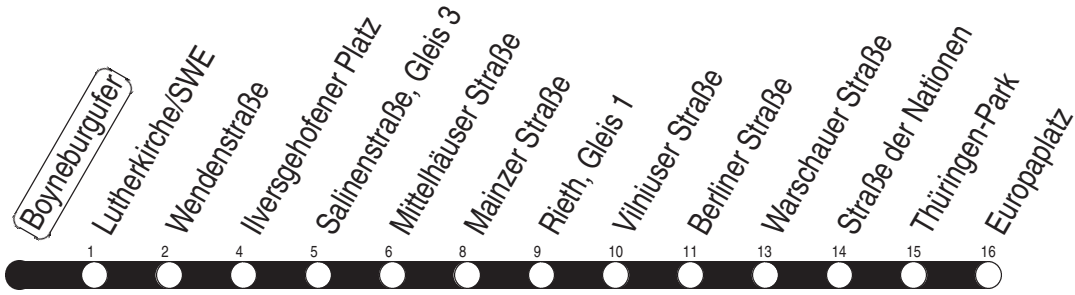 Boyneburgufer
Lutherkirche/SWE
Wendenstraße
Ilversgehofener Platz
Salinenstraße, Gleis 3
Mittelhäuser Straße
Mainzer Straße
Rieth, Gleis 1
Vilniuser Straße
Berliner Straße
Warschauer Straße
Straße der Nationen
Thüringen-Park
Europaplatz
1 2 4 5 6 8 9 10 11 13 14 15 16